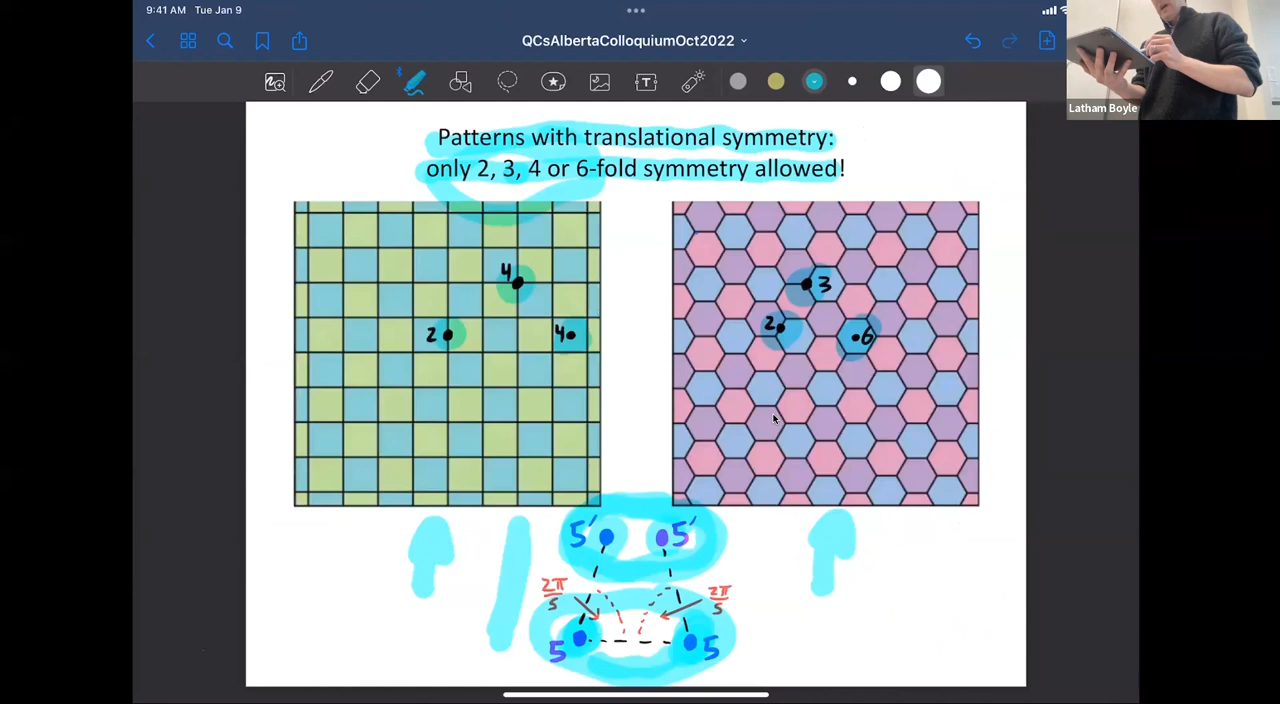 9:41 AM Tue Jan 9
QCsAlbertaColloquiumOct2022
Latham Boyle
Patterns with translational symmetry:
only 2, 3, 4 or 6-fold symmetry allowed!
4
2
4
3
2
6
5′
5′
2π/5
2π/5
5
5